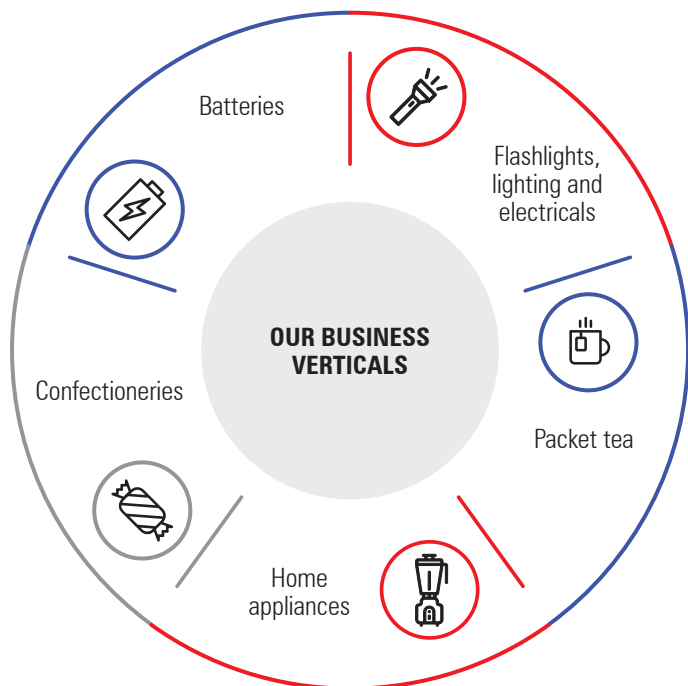 Batteries
Flashlights,
lighting and
electricals
OUR BUSINESS
VERTICALS
Confectioneries
Packet tea
Home
appliances